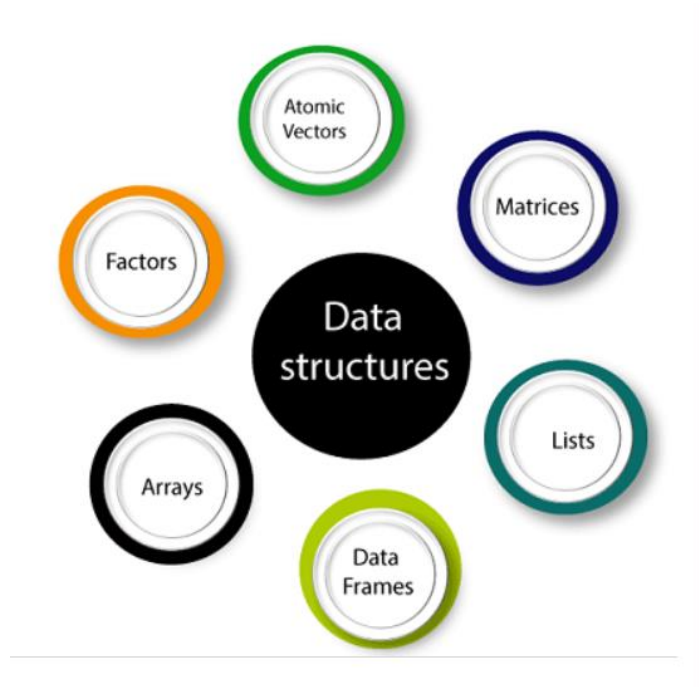 Atomic
Vectors
Matrices
Factors
Data
structures
Lists
Arrays
Data
Frames